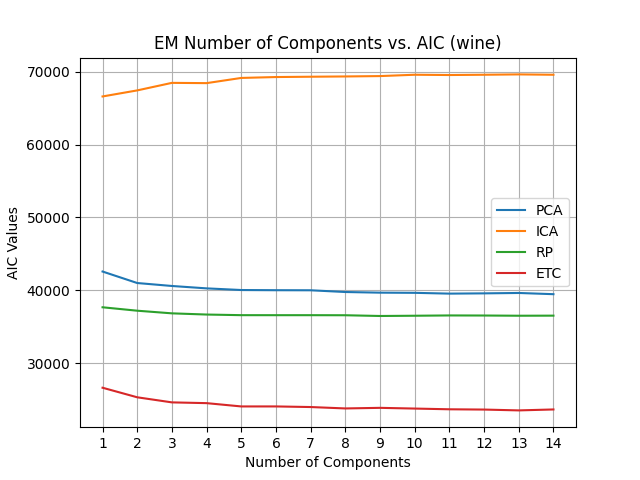 EM Number of Components vs. AIC (wine)
70000
60000
50000
40000
30000
AIC Values
PCA
ICA
RP
ETC
1 2 3 4 5 6 7 8 9 10 11 12 13 14
Number of Components